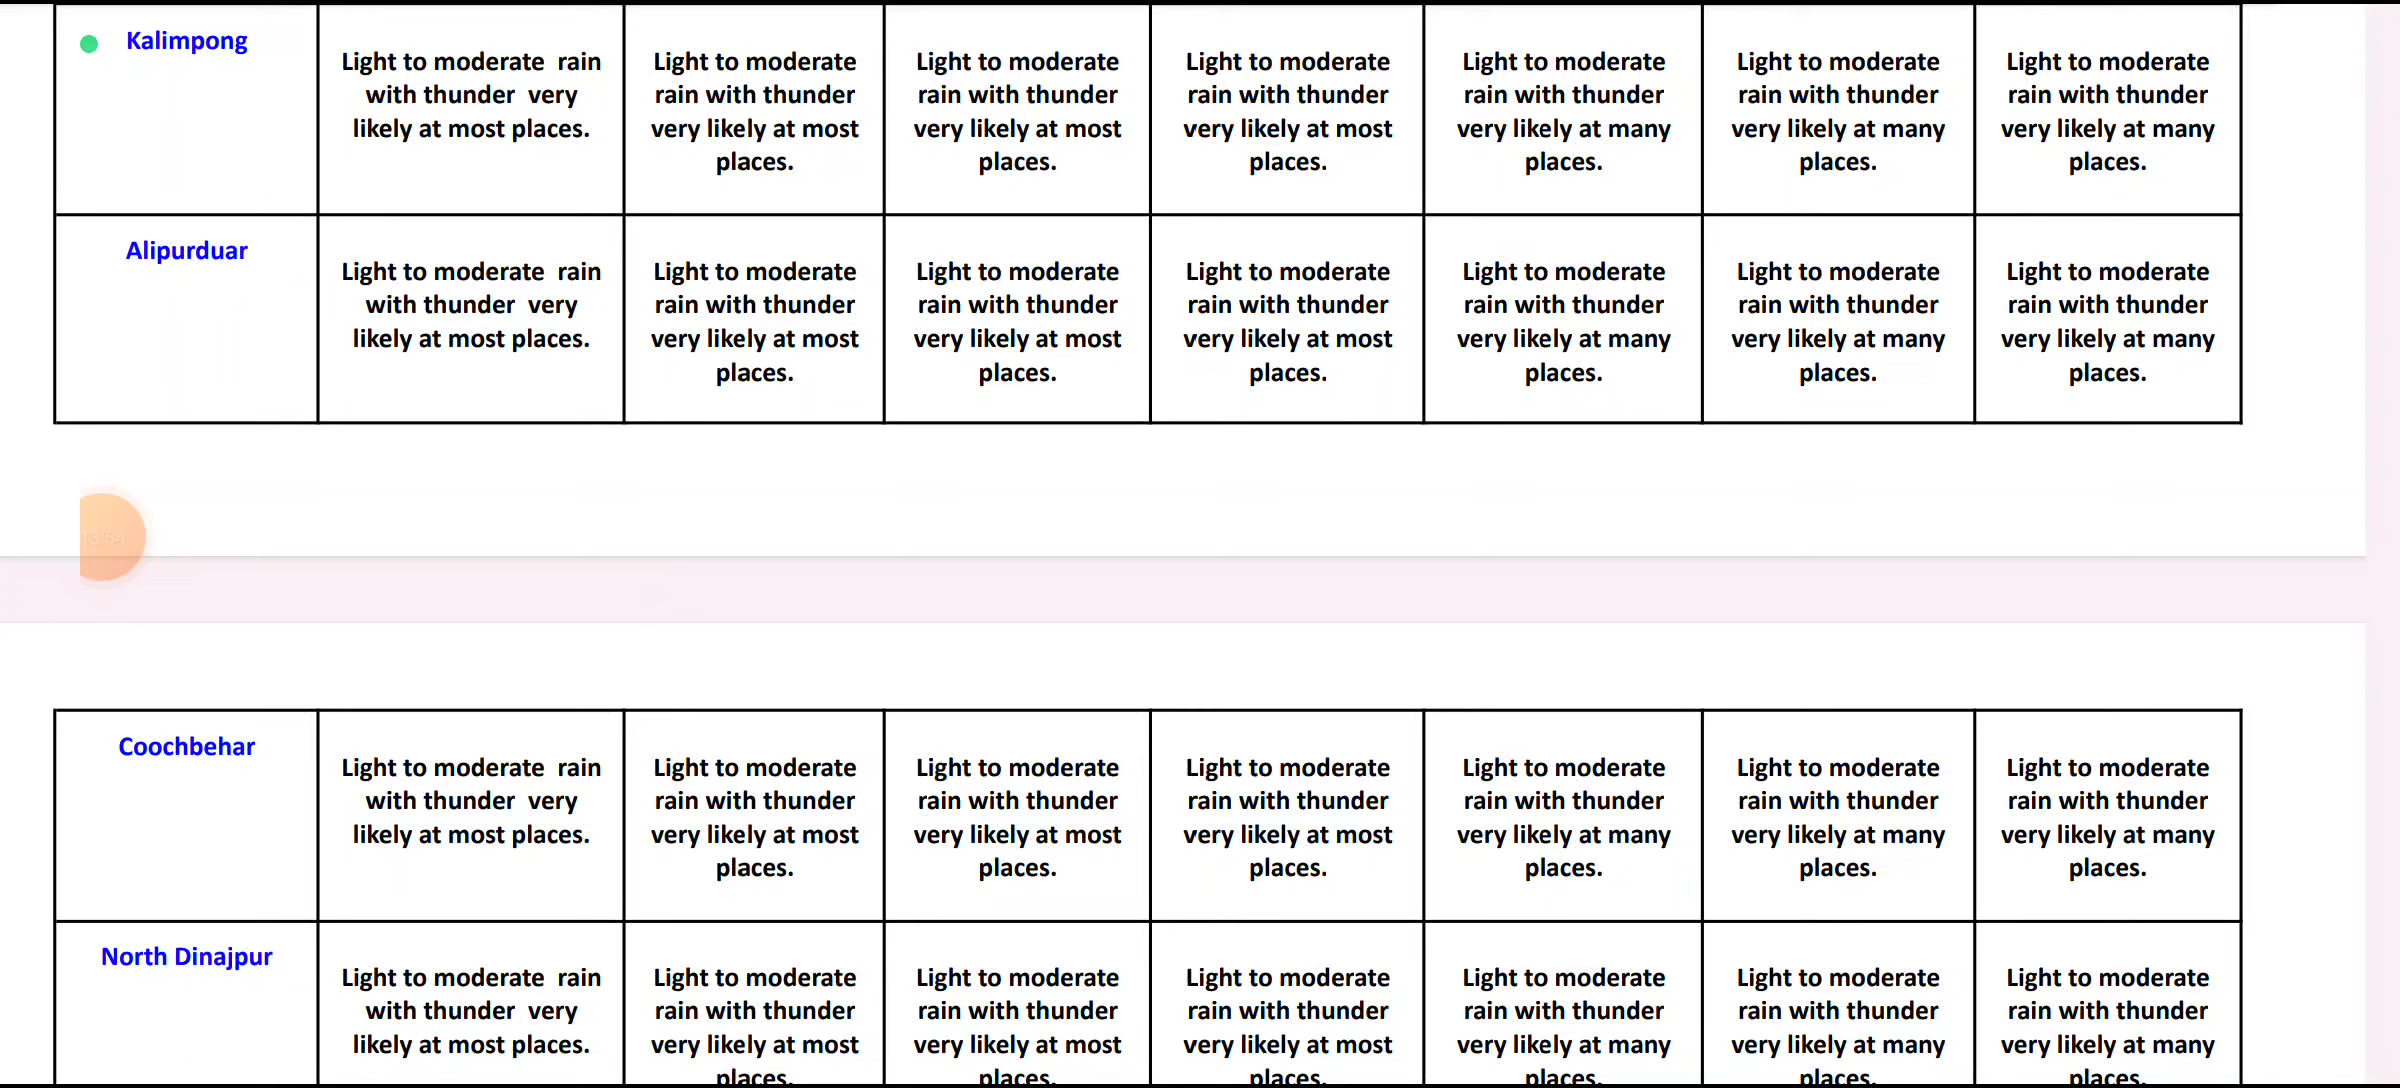 Kalimpong
Light to moderate rain
with thunder very
likely at most places.
Light to moderate
rain with thunder
very likely at most
places.
Light to moderate
rain with thunder
very likely at most
places.
Light to moderate
rain with thunder
very likely at most
places.
Light to moderate
rain with thunder
very likely at many
places.
Light to moderate
rain with thunder
very likely at many
places.
Light to moderate
rain with thunder
very likely at many
places.
Alipurduar
Light to moderate rain
with thunder very
likely at most places.
Light to moderate
rain with thunder
very likely at most
places.
Light to moderate
rain with thunder
very likely at most
places.
Light to moderate
rain with thunder
very likely at most
places.
Light to moderate
rain with thunder
very likely at many
places.
Light to moderate
rain with thunder
very likely at many
places.
Light to moderate
rain with thunder
very likely at many
places.
Coochbehar
Light to moderate rain
with thunder very
likely at most places.
Light to moderate
rain with thunder
very likely at most
places.
Light to moderate
rain with thunder
very likely at most
places.
Light to moderate
rain with thunder
very likely at most
places.
Light to moderate
rain with thunder
very likely at many
places.
Light to moderate
rain with thunder
very likely at many
places.
Light to moderate
rain with thunder
very likely at many
places.
North Dinajpur
Light to moderate rain
with thunder very
likely at most places.
Light to moderate
rain with thunder
very likely at most
places.
Light to moderate
rain with thunder
very likely at most
places.
Light to moderate
rain with thunder
very likely at most
places.
Light to moderate
rain with thunder
very likely at many
places.
Light to moderate
rain with thunder
very likely at many
places.
Light to moderate
rain with thunder
very likely at many
places.